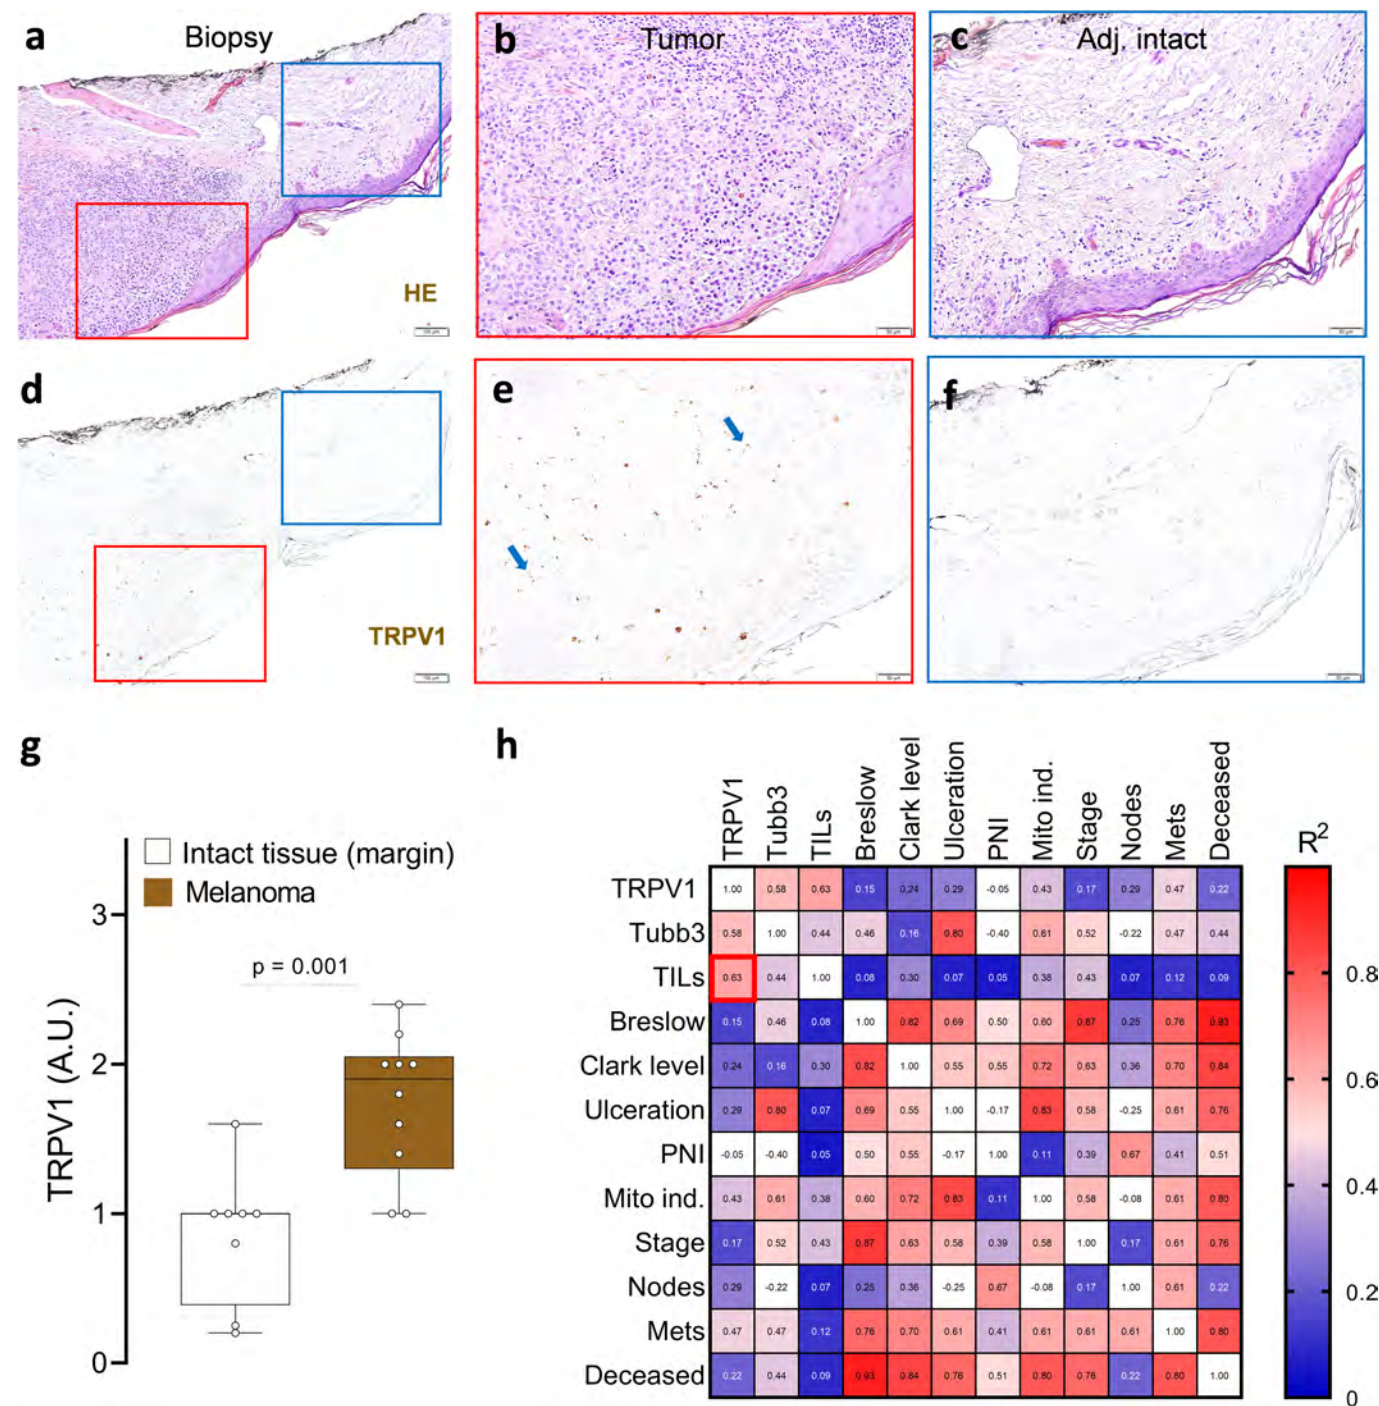 a Biopsy
b Tumor
c Adj. intact
HE
100 µm
50 µm
50 µm
d
e
f
TRPV1
100 µm
50 µm
50 µm
g
h
Intact tissue (margin)
Melanoma
p = 0.001
TRPV1 (A.U.)
3
2
1
0
TRPV1 Tubb3 TILs Breslow Clark level Ulceration PNI Mito ind. Stage Nodes Mets Deceased
R²
TRPV1 1.00 0.58 0.63 0.15 0.24 0.29 -0.05 0.43 0.17 0.29 0.47 0.22
Tubb3 0.58 1.00 0.44 0.46 0.16 0.80 -0.40 0.61 0.52 -0.22 0.47 0.44
TILs 0.63 0.44 1.00 0.08 0.30 0.07 0.05 0.38 0.43 0.07 0.12 0.09
Breslow 0.15 0.46 0.08 1.00 0.82 0.69 0.50 0.60 0.87 0.25 0.76 0.93
Clark level 0.24 0.16 0.30 0.82 1.00 0.55 0.55 0.72 0.63 0.36 0.70 0.84
Ulceration 0.29 0.80 0.07 0.69 0.55 1.00 -0.17 0.83 0.58 -0.25 0.61 0.76
PNI -0.05 -0.40 0.05 0.50 0.55 -0.17 1.00 0.11 0.39 0.67 0.41 0.51
Mito ind. 0.43 0.61 0.38 0.60 0.72 0.83 0.11 1.00 0.58 -0.08 0.61 0.80
Stage 0.17 0.52 0.43 0.87 0.63 0.58 0.39 0.58 1.00 0.17 0.61 0.76
Nodes 0.29 -0.22 0.07 0.25 0.36 -0.25 0.67 -0.08 0.17 1.00 0.61 0.22
Mets 0.47 0.47 0.12 0.76 0.70 0.61 0.41 0.61 0.61 0.61 1.00 0.80
Deceased 0.22 0.44 0.09 0.93 0.84 0.76 0.51 0.80 0.76 0.22 0.80 1.00
0.8
0.6
0.4
0.2
0